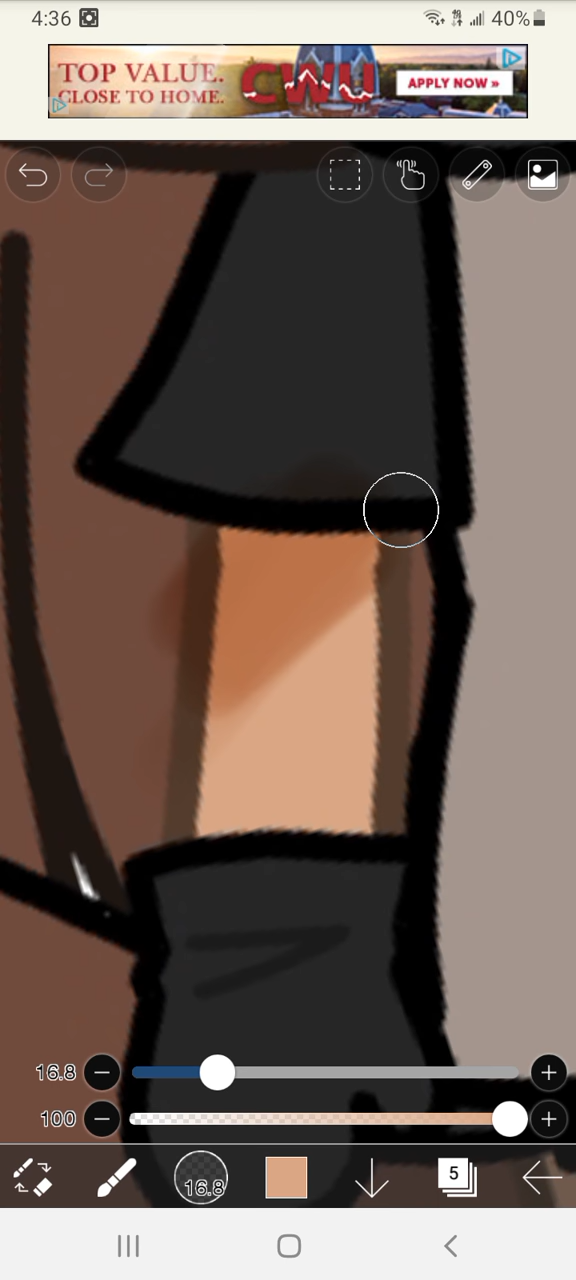 4:36 40%
TOP VALUE.
CLOSE TO HOME.
CWU
APPLY NOW »
16.8
100
16.8
5